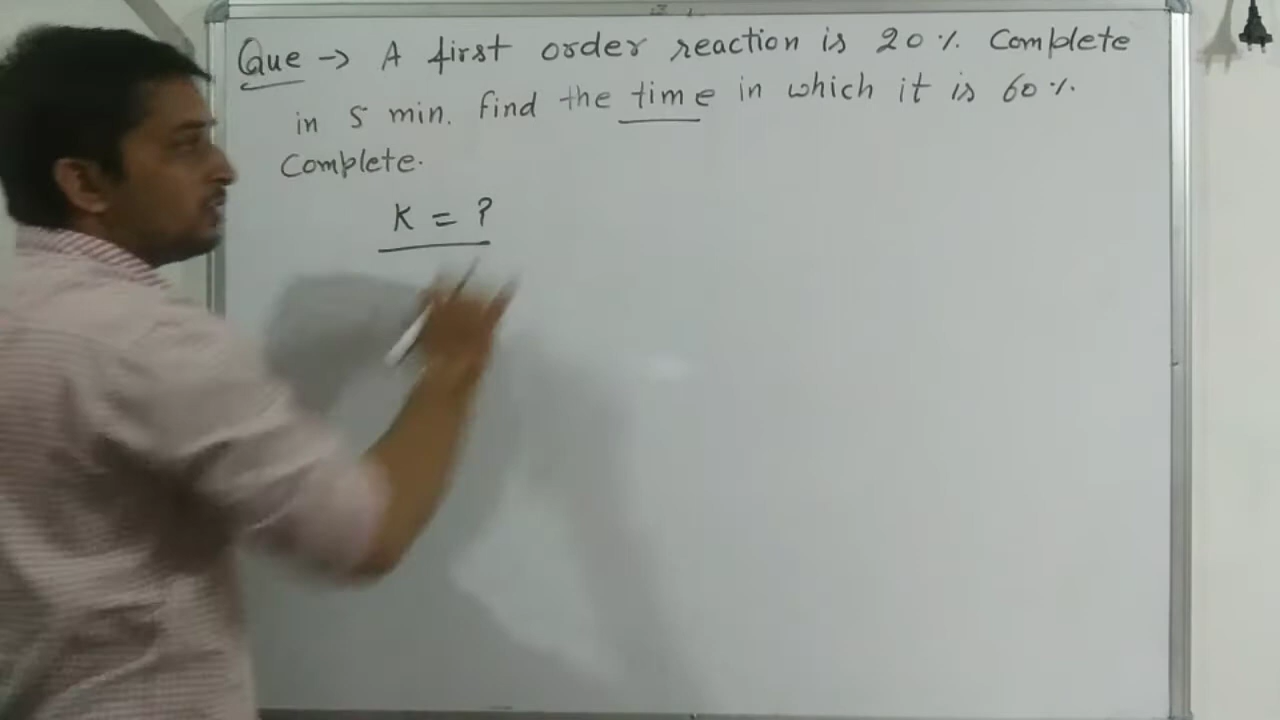 Que → A first order reaction is 20%. Complete
in 5 min. find the time in which it is 60%.
Complete.
K = ?